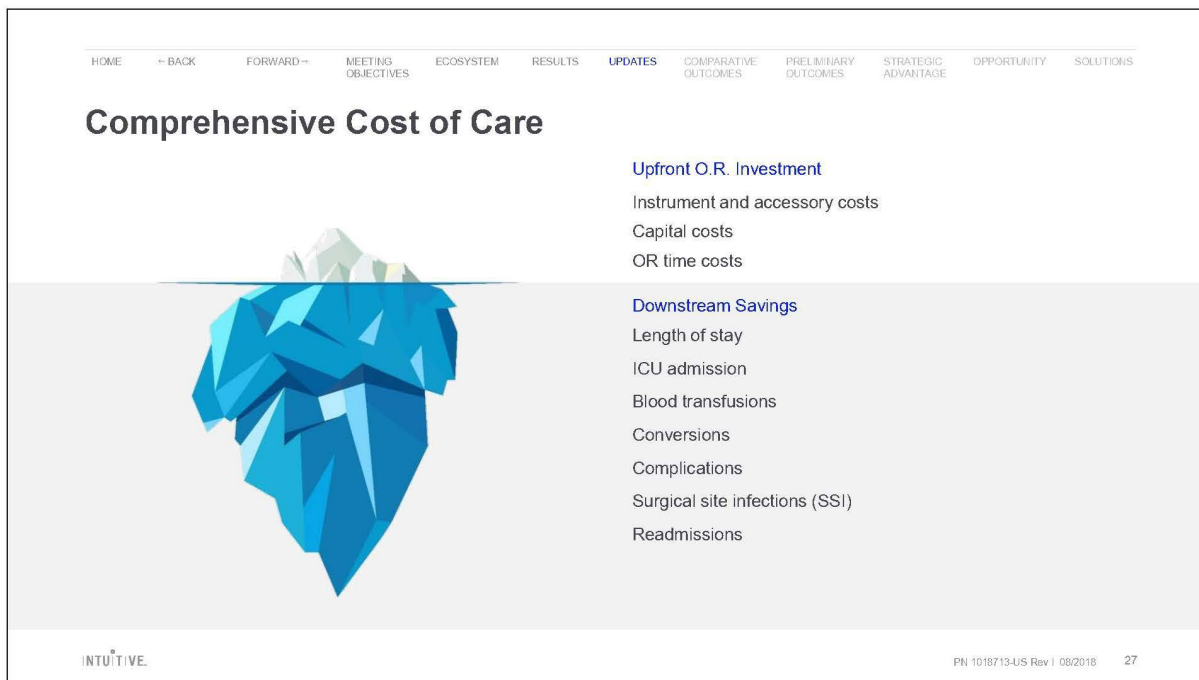 HOME ← BACK FORWARD→ MEETING OBJECTIVES ECOSYSTEM RESULTS UPDATES COMPARATIVE OUTCOMES PRELIMINARY OUTCOMES STRATEGIC ADVANTAGE OPPORTUNITY SOLUTIONS
Comprehensive Cost of Care
Upfront O.R. Investment
Instrument and accessory costs
Capital costs
OR time costs
Downstream Savings
Length of stay
ICU admission
Blood transfusions
Conversions
Complications
Surgical site infections (SSI)
Readmissions
INTUITIVE.
PN 1018713-US Rev I 08/2018 27